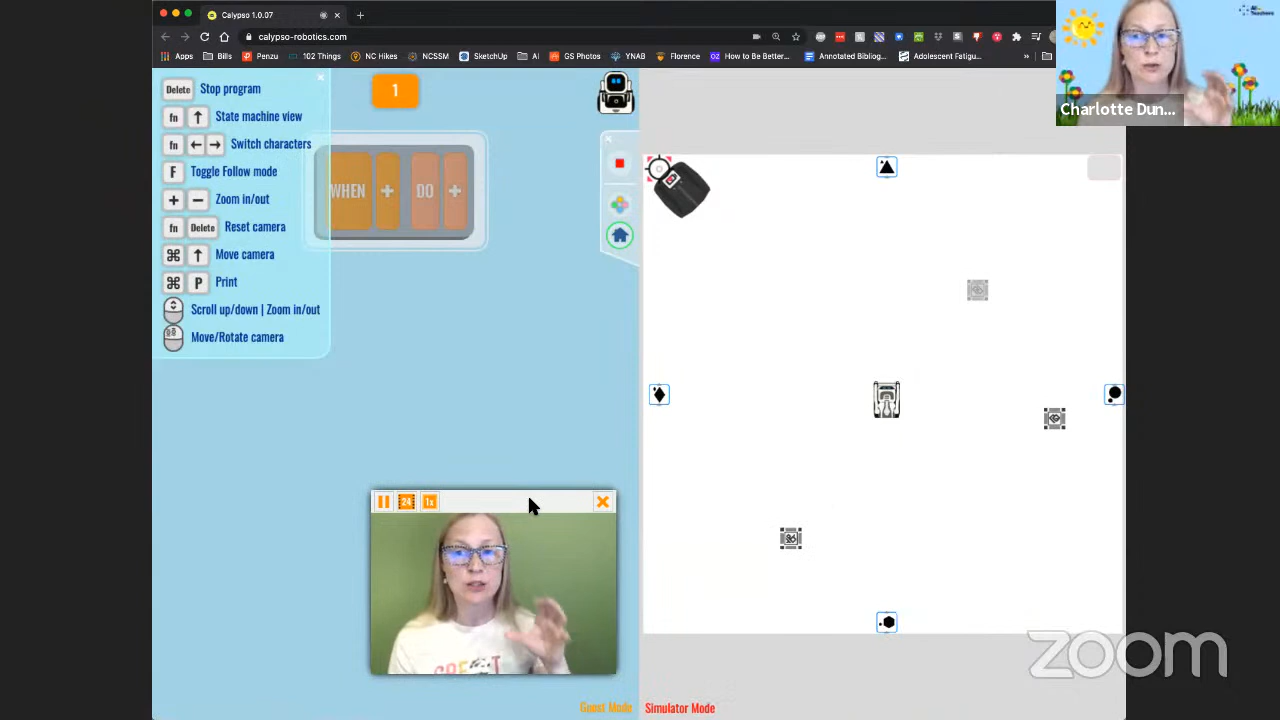 Calypso 1.0.07
calypso-robotics.com
Apps
Bills
Penzu
102 Things
NC Hikes
NCSSM
SketchUp
AI
GS Photos
YNAB
Florence
How to Be Better...
Annotated Bibliog...
Adolescent Fatigu...
»
Charlotte Dun...
Delete Stop program
fn ↑ State machine view
fn ← → Switch characters
F Toggle Follow mode
+ - Zoom in/out
fn Delete Reset camera
⌘ ↑ Move camera
⌘ P Print
Scroll up/down | Zoom in/out
Move/Rotate camera
1
WHEN + DO +
24 1x
GREAT
Guest Mode
Simulator Mode
zoom